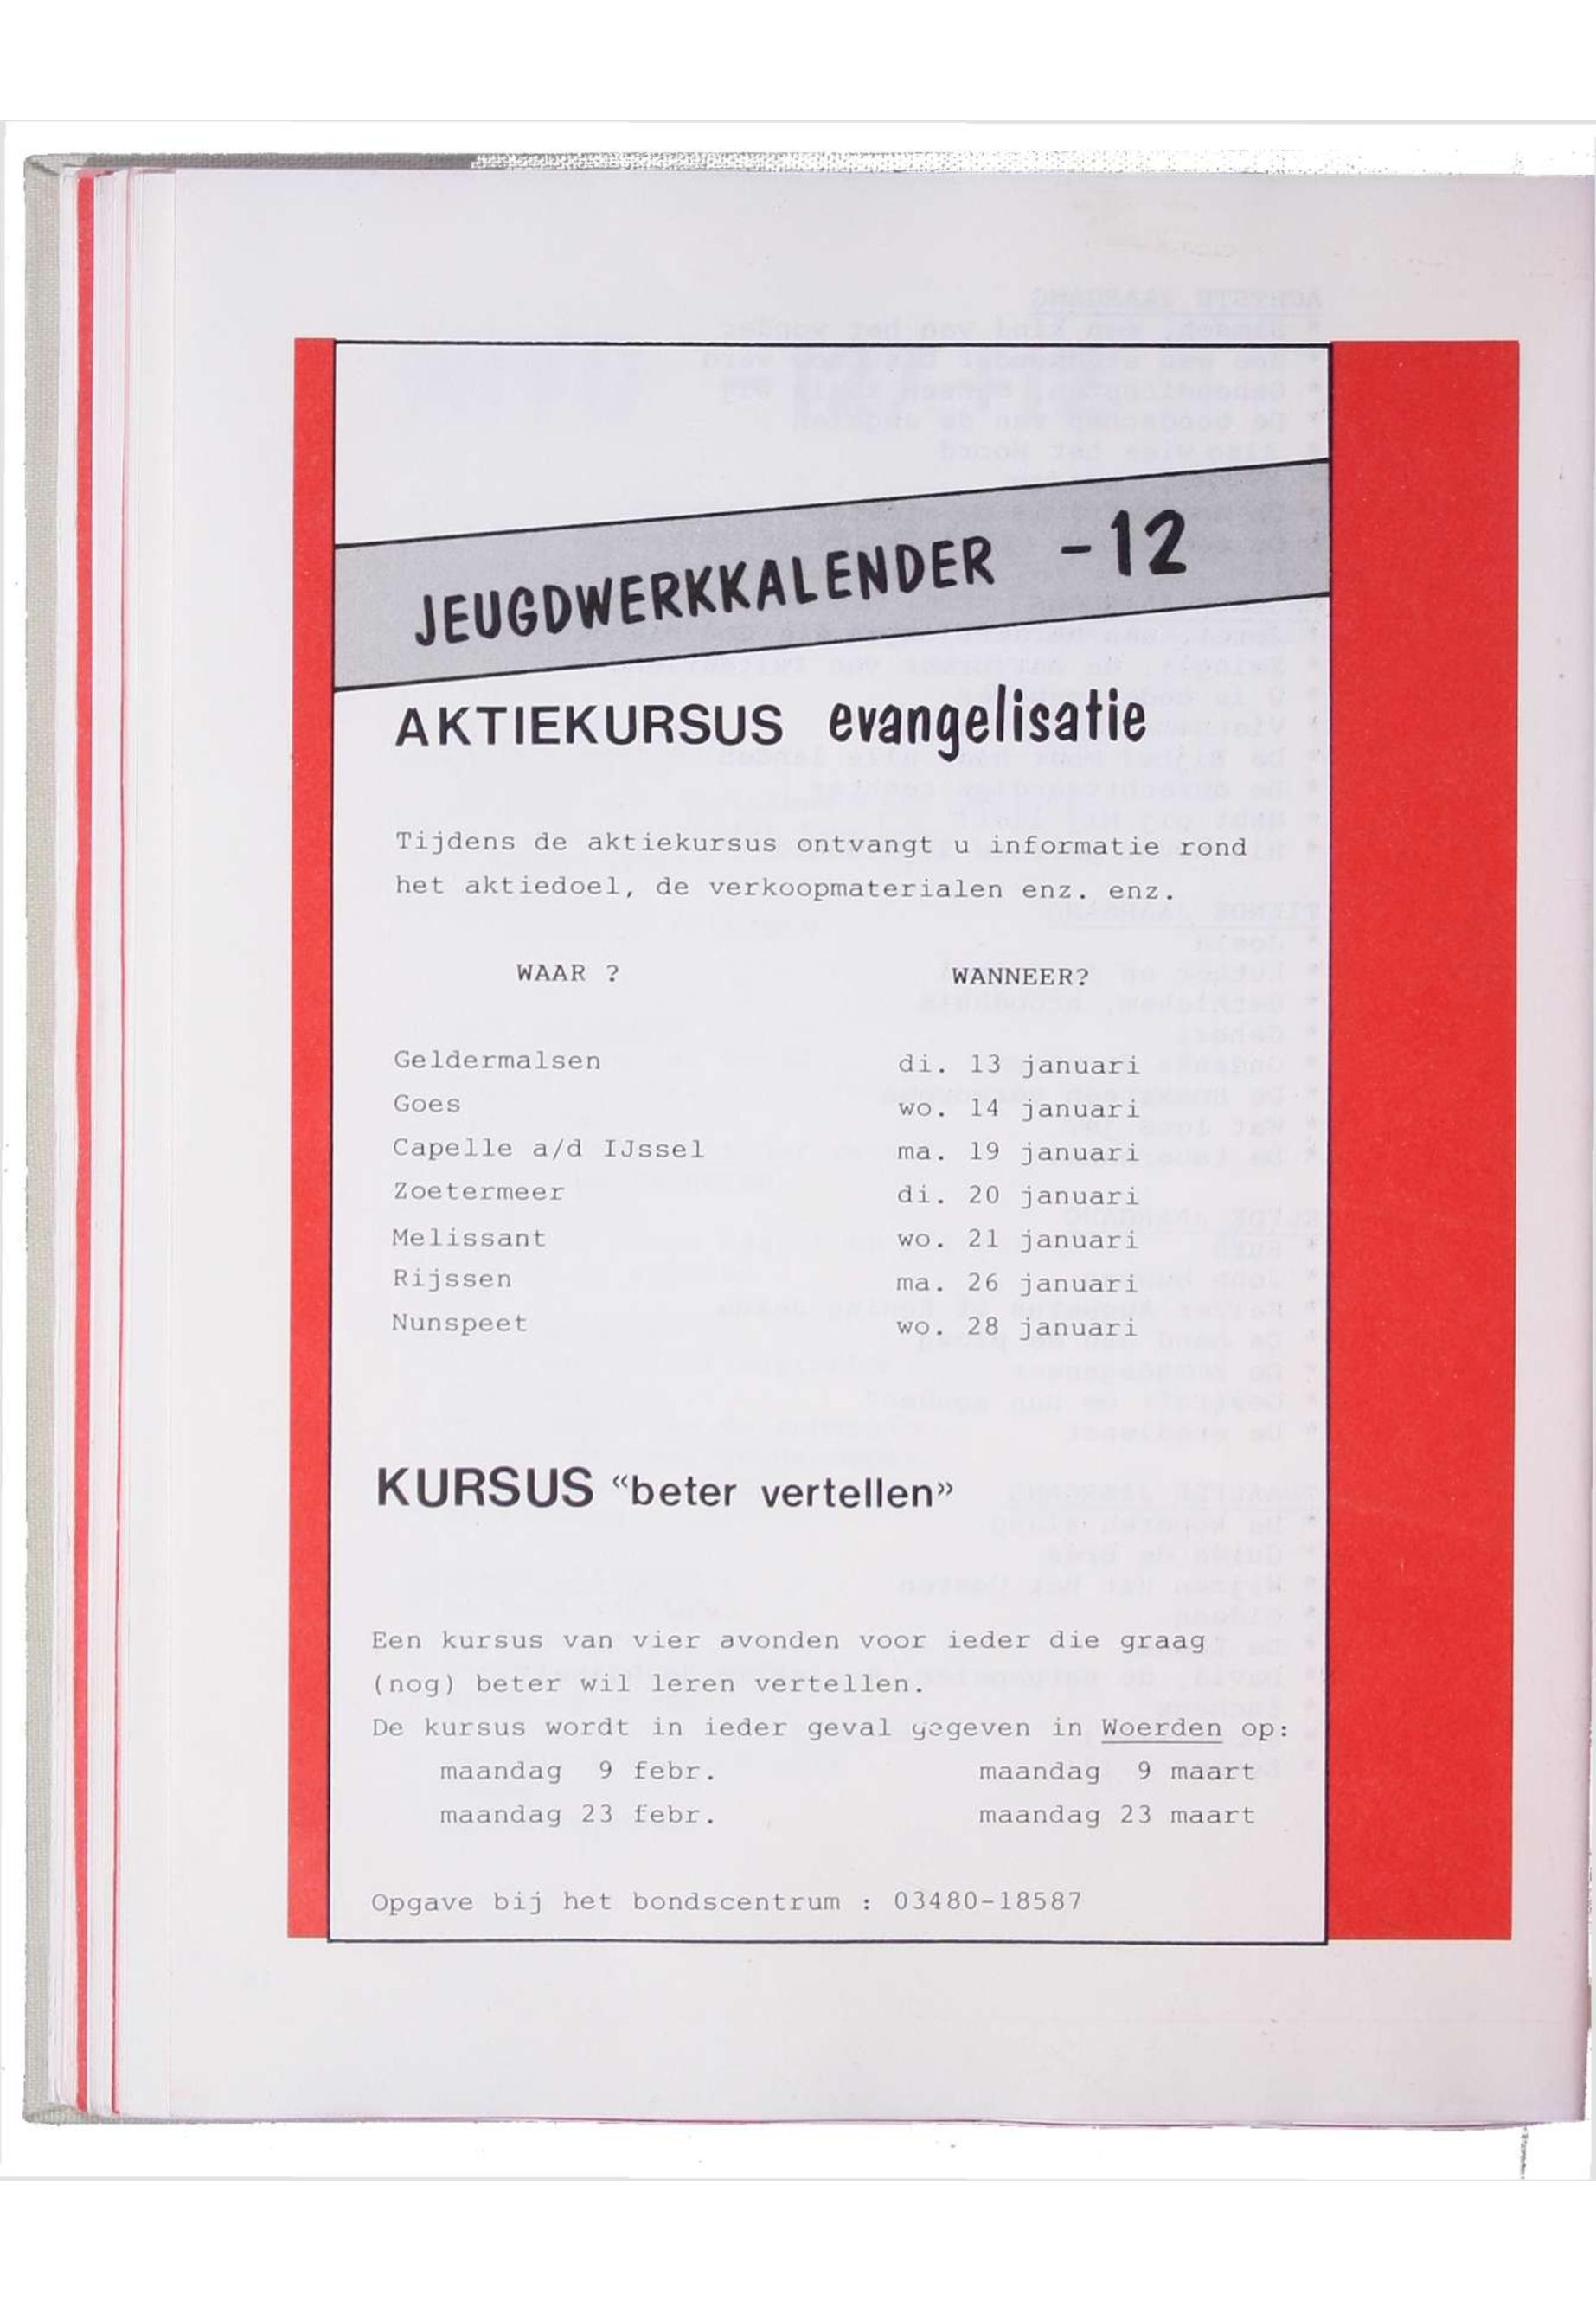 JEUGDWERKKALENDER -12
AKTIEKURSUS evangelisatie
Tijdens de aktiekursus ontvangt u informatie rond
het aktiedoel, de verkoopmaterialen enz. enz.
WAAR ? WANNEER?
Geldermalsen di. 13 januari
Goes wo. 14 januari
Capelle a/d IJssel ma. 19 januari
Zoetermeer di. 20 januari
Melissant wo. 21 januari
Rijssen ma. 26 januari
Nunspeet wo. 28 januari
KURSUS “beter vertellen”
Een kursus van vier avonden voor ieder die graag
(nog) beter wil leren vertellen.
De kursus wordt in ieder geval gegeven in Woerden op:
maandag 9 febr. maandag 9 maart
maandag 23 febr. maandag 23 maart
Opgave bij het bondscentrum : 03480-18587